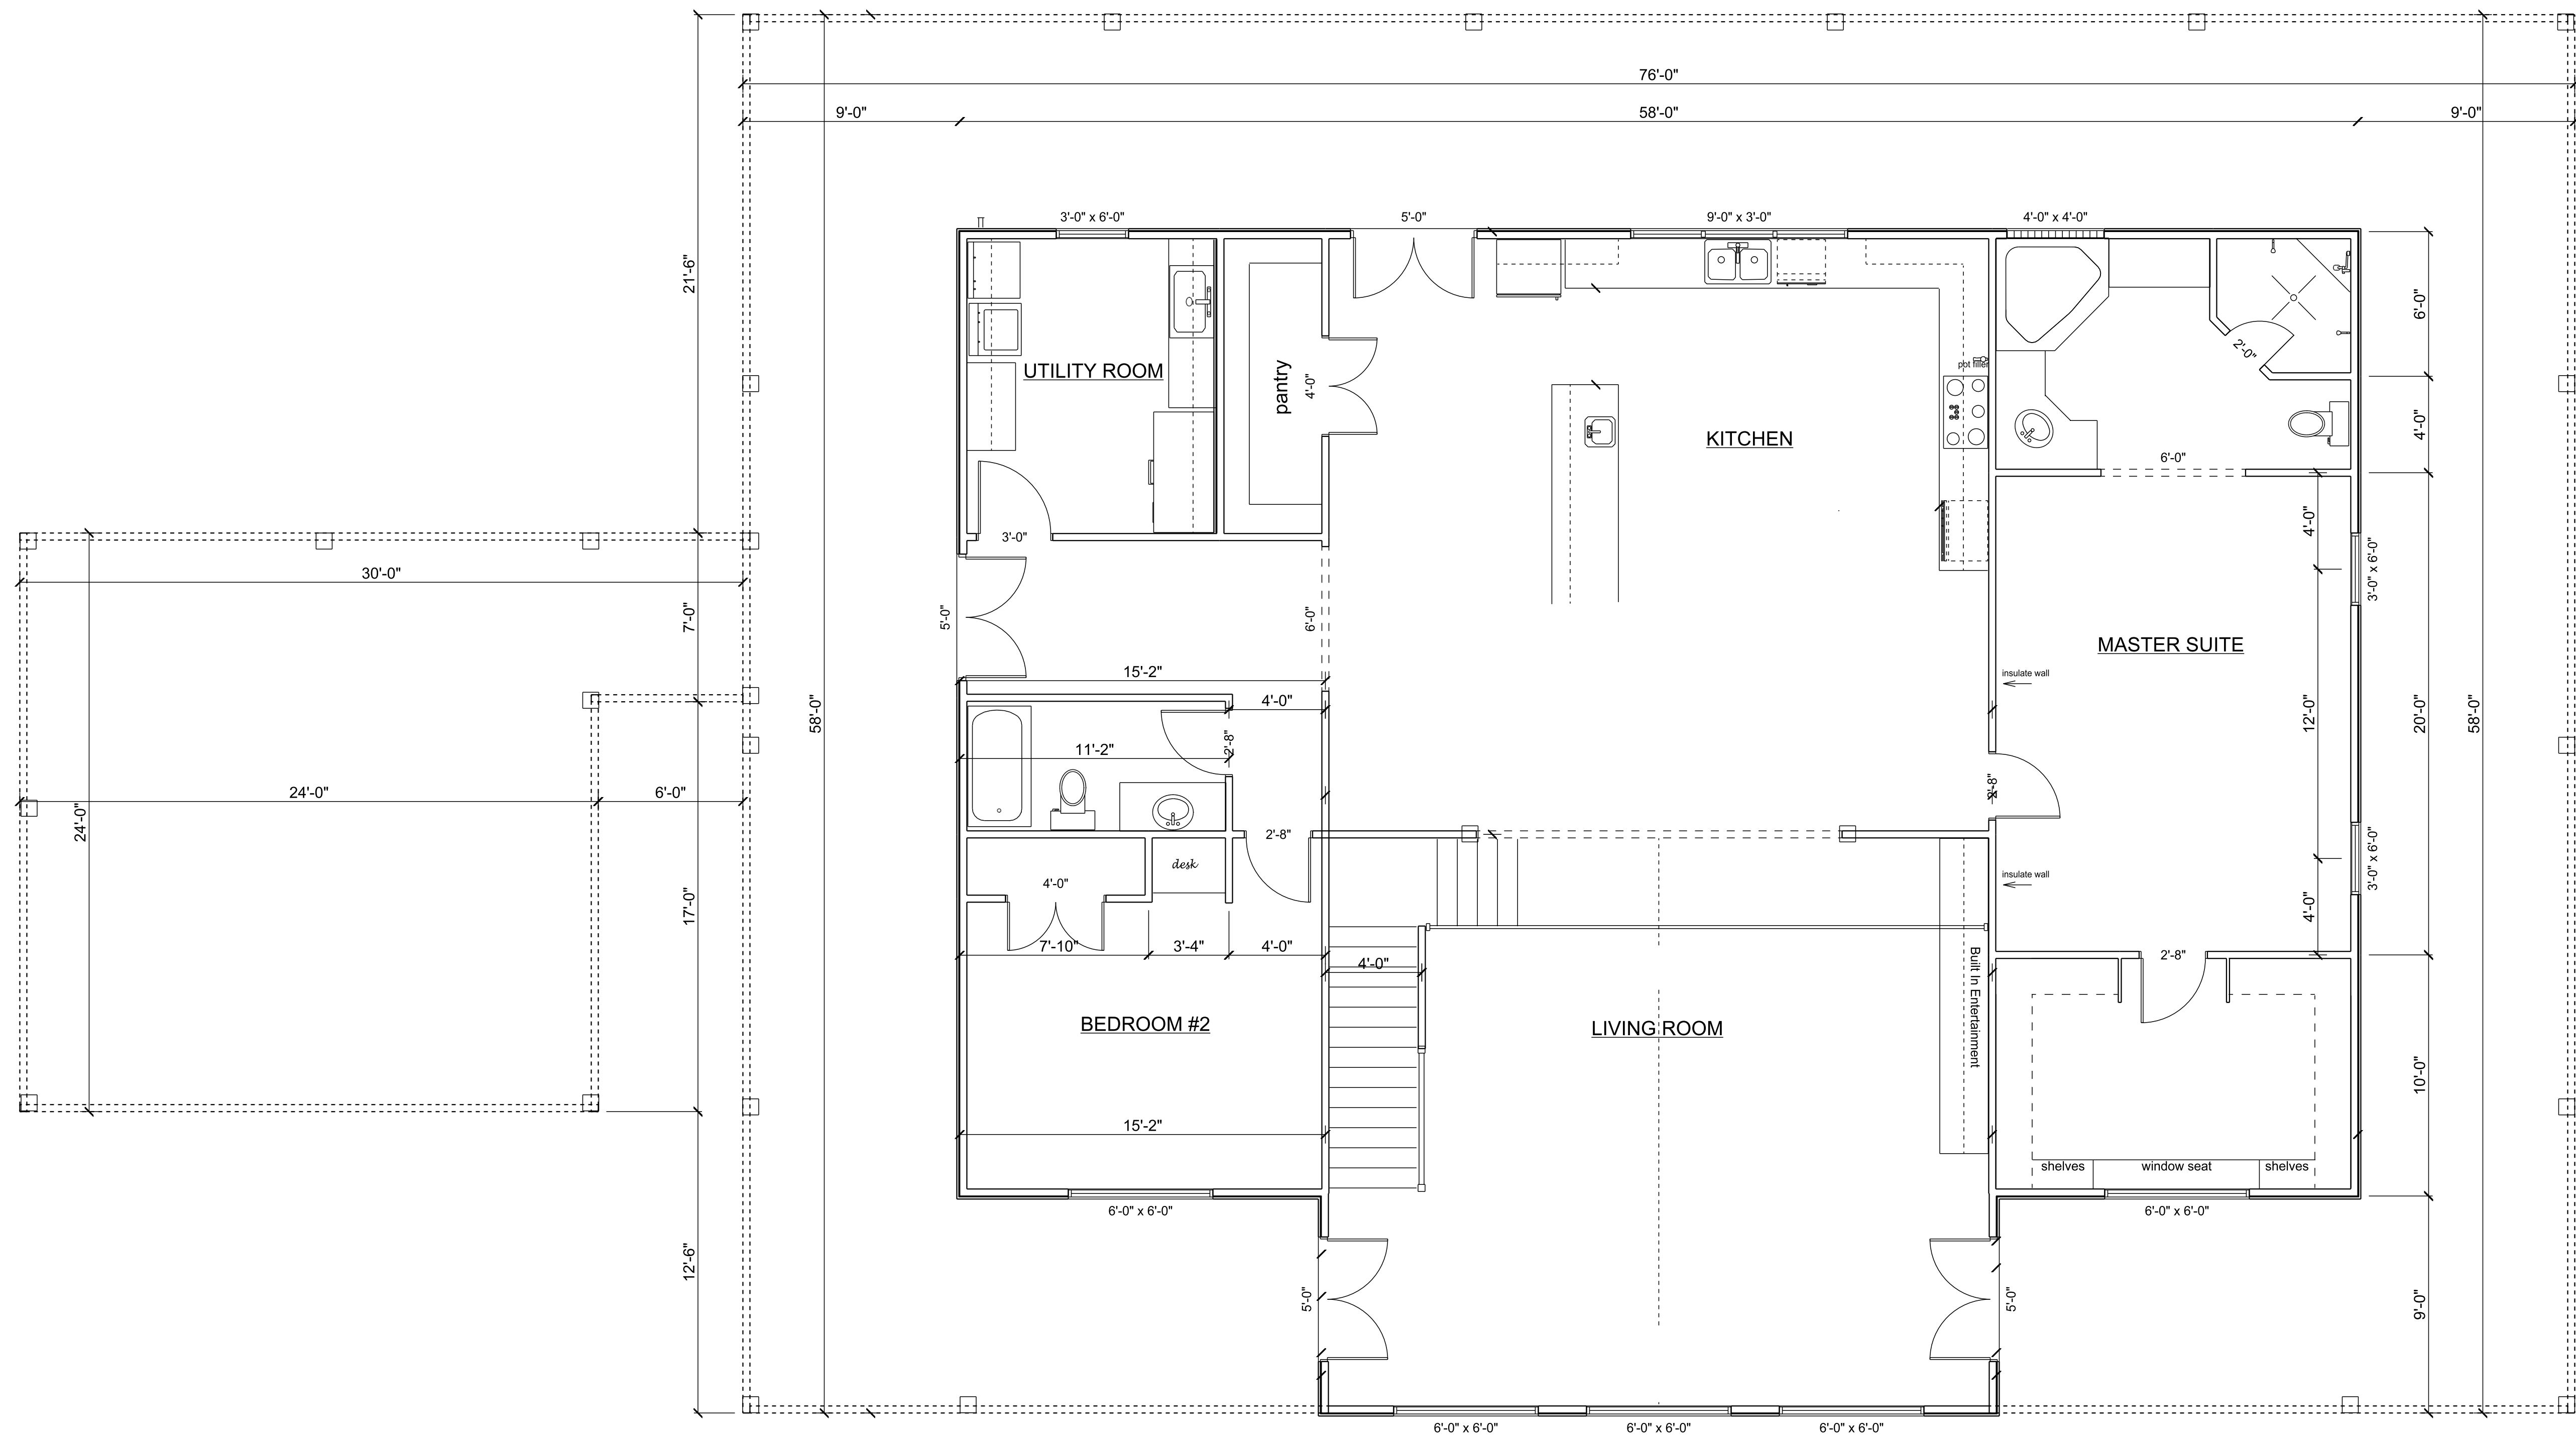 76'-0"
9'-0"
58'-0"
9'-0"
3'-0" x 6'-0"
5'-0"
9'-0" x 3'-0"
4'-0" x 4'-0"
21'-6"
6'-0"
2'-0"
pot filler
UTILITY ROOM
pantry
4'-0"
KITCHEN
4'-0"
6'-0"
3'-0"
4'-0"
3'-0" x 6'-0"
30'-0"
7'-0"
5'-0"
6'-0"
MASTER SUITE
15'-2"
insulate wall
4'-0"
58'-0"
12'-0"
20'-0"
58'-0"
11'-2"
2'-8"
24'-0"
6'-0"
24'-0"
2'-8"
2'-8"
desk
3'-0" x 6'-0"
4'-0"
insulate wall
17'-0"
4'-0"
7'-10"
3'-4"
4'-0"
4'-0"
2'-8"
Built In Entertainment
BEDROOM #2
LIVING ROOM
10'-0"
15'-2"
shelves
window seat
shelves
6'-0" x 6'-0"
6'-0" x 6'-0"
12'-6"
5'-0"
5'-0"
9'-0"
6'-0" x 6'-0"
6'-0" x 6'-0"
6'-0" x 6'-0"